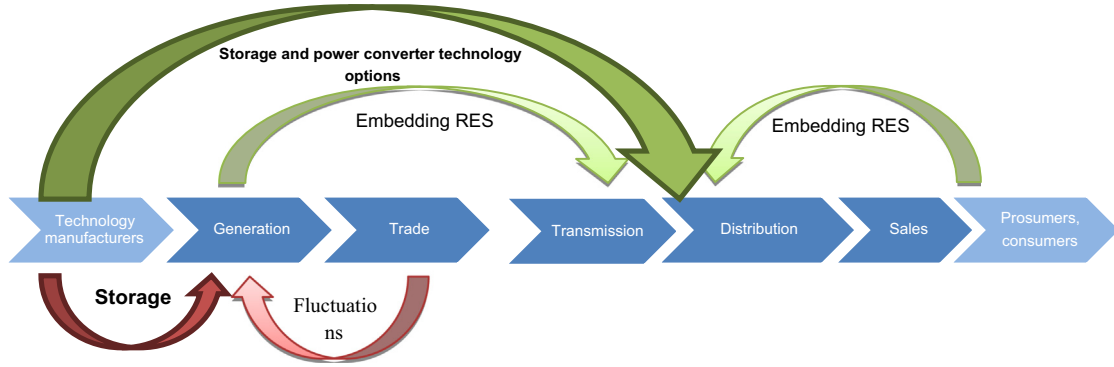 Storage and power converter technology
options
Embedding RES
Embedding RES
Technology
manufacturers
Generation
Trade
Transmission
Distribution
Sales
Prosumers,
consumers
Storage
Fluctuatio
ns